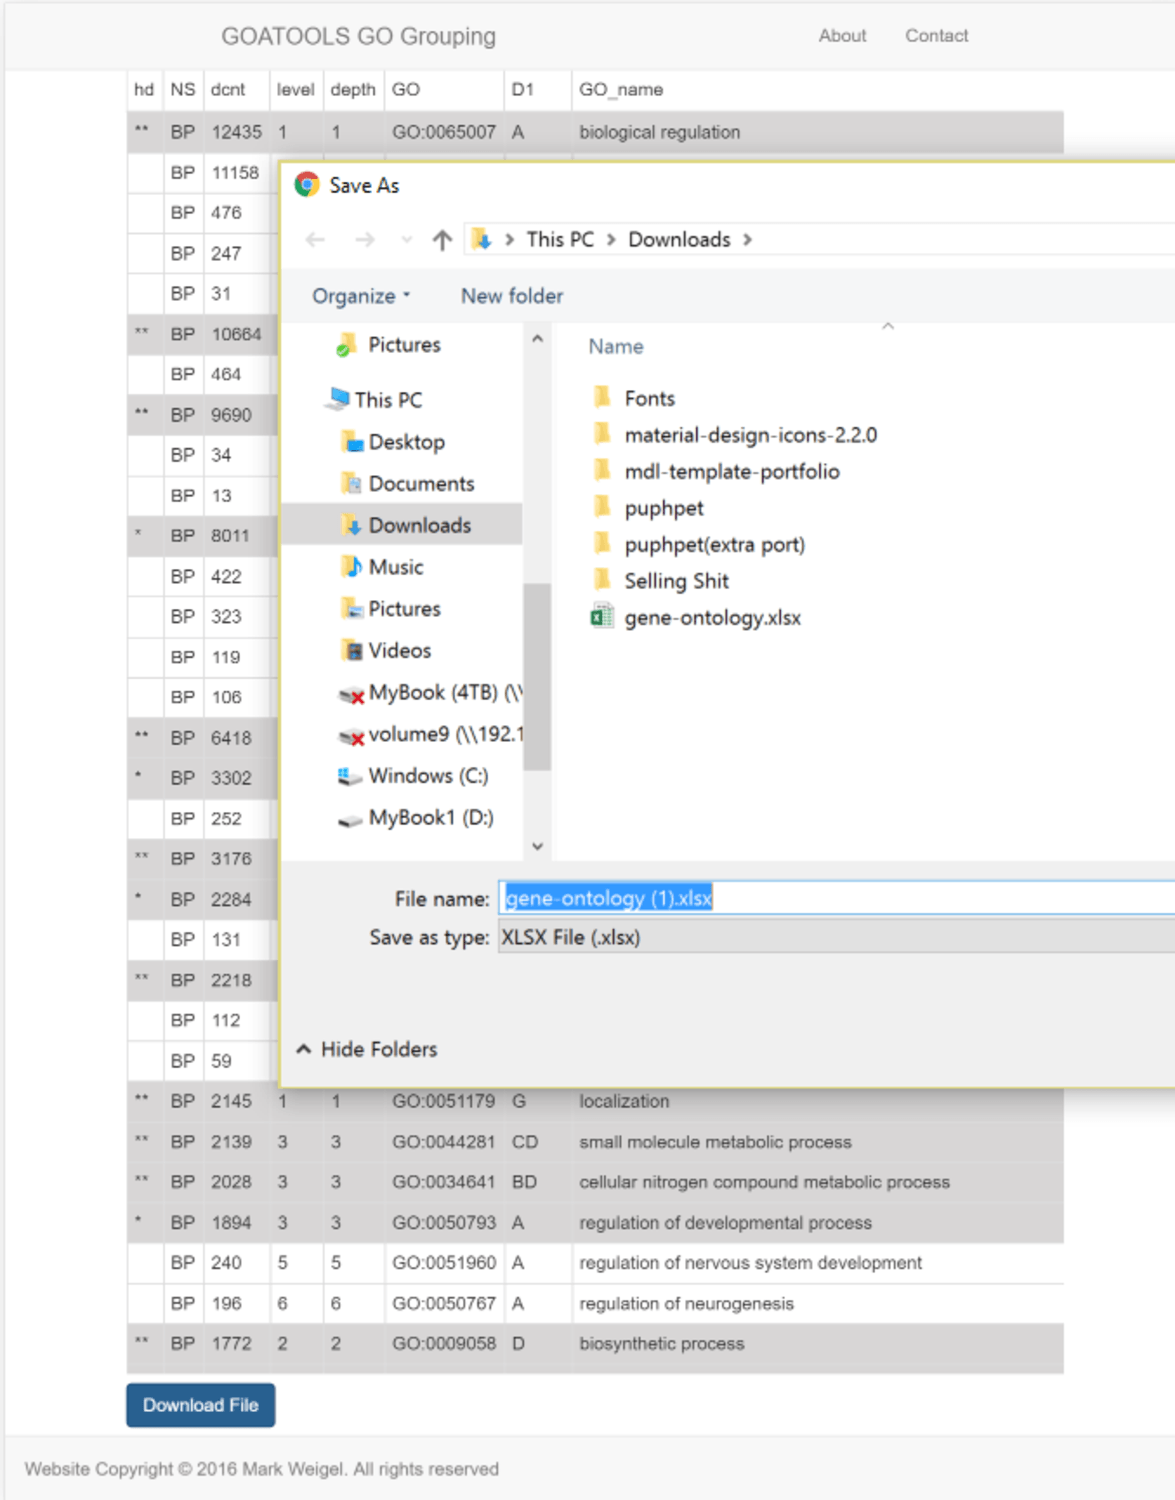 GOATOOLS GO Grouping About Contact
hd NS dcnt level depth GO D1 GO_name
** BP 12435 1 1 GO:0065007 A biological regulation
BP 11158
BP 476
BP 247
BP 31
** BP 10664
BP 464
** BP 9690
BP 34
BP 13
* BP 8011
BP 422
BP 323
BP 119
BP 106
** BP 6418
* BP 3302
BP 252
** BP 3176
* BP 2284
BP 131
** BP 2218
BP 112
BP 59
Save As
This PC Downloads
Organize New folder
Pictures
This PC
Desktop
Documents
Downloads
Music
Pictures
Videos
MyBook (4TB) (\\
volume9 (\\192.1
Windows (C:)
MyBook1 (D:)
Name
Fonts
material-design-icons-2.2.0
mdl-template-portfolio
puphpet
puphpet(extra port)
Selling Shit
gene-ontology.xlsx
File name: gene-ontology (1).xlsx
Save as type: XLSX File (.xlsx)
Hide Folders
** BP 2145 1 1 GO:0051179 G localization
** BP 2139 3 3 GO:0044281 CD small molecule metabolic process
** BP 2028 3 3 GO:0034641 BD cellular nitrogen compound metabolic process
* BP 1894 3 3 GO:0050793 A regulation of developmental process
BP 240 5 5 GO:0051960 A regulation of nervous system development
BP 196 6 6 GO:0050767 A regulation of neurogenesis
** BP 1772 2 2 GO:0009058 D biosynthetic process
Download File
Website Copyright © 2016 Mark Weigel. All rights reserved